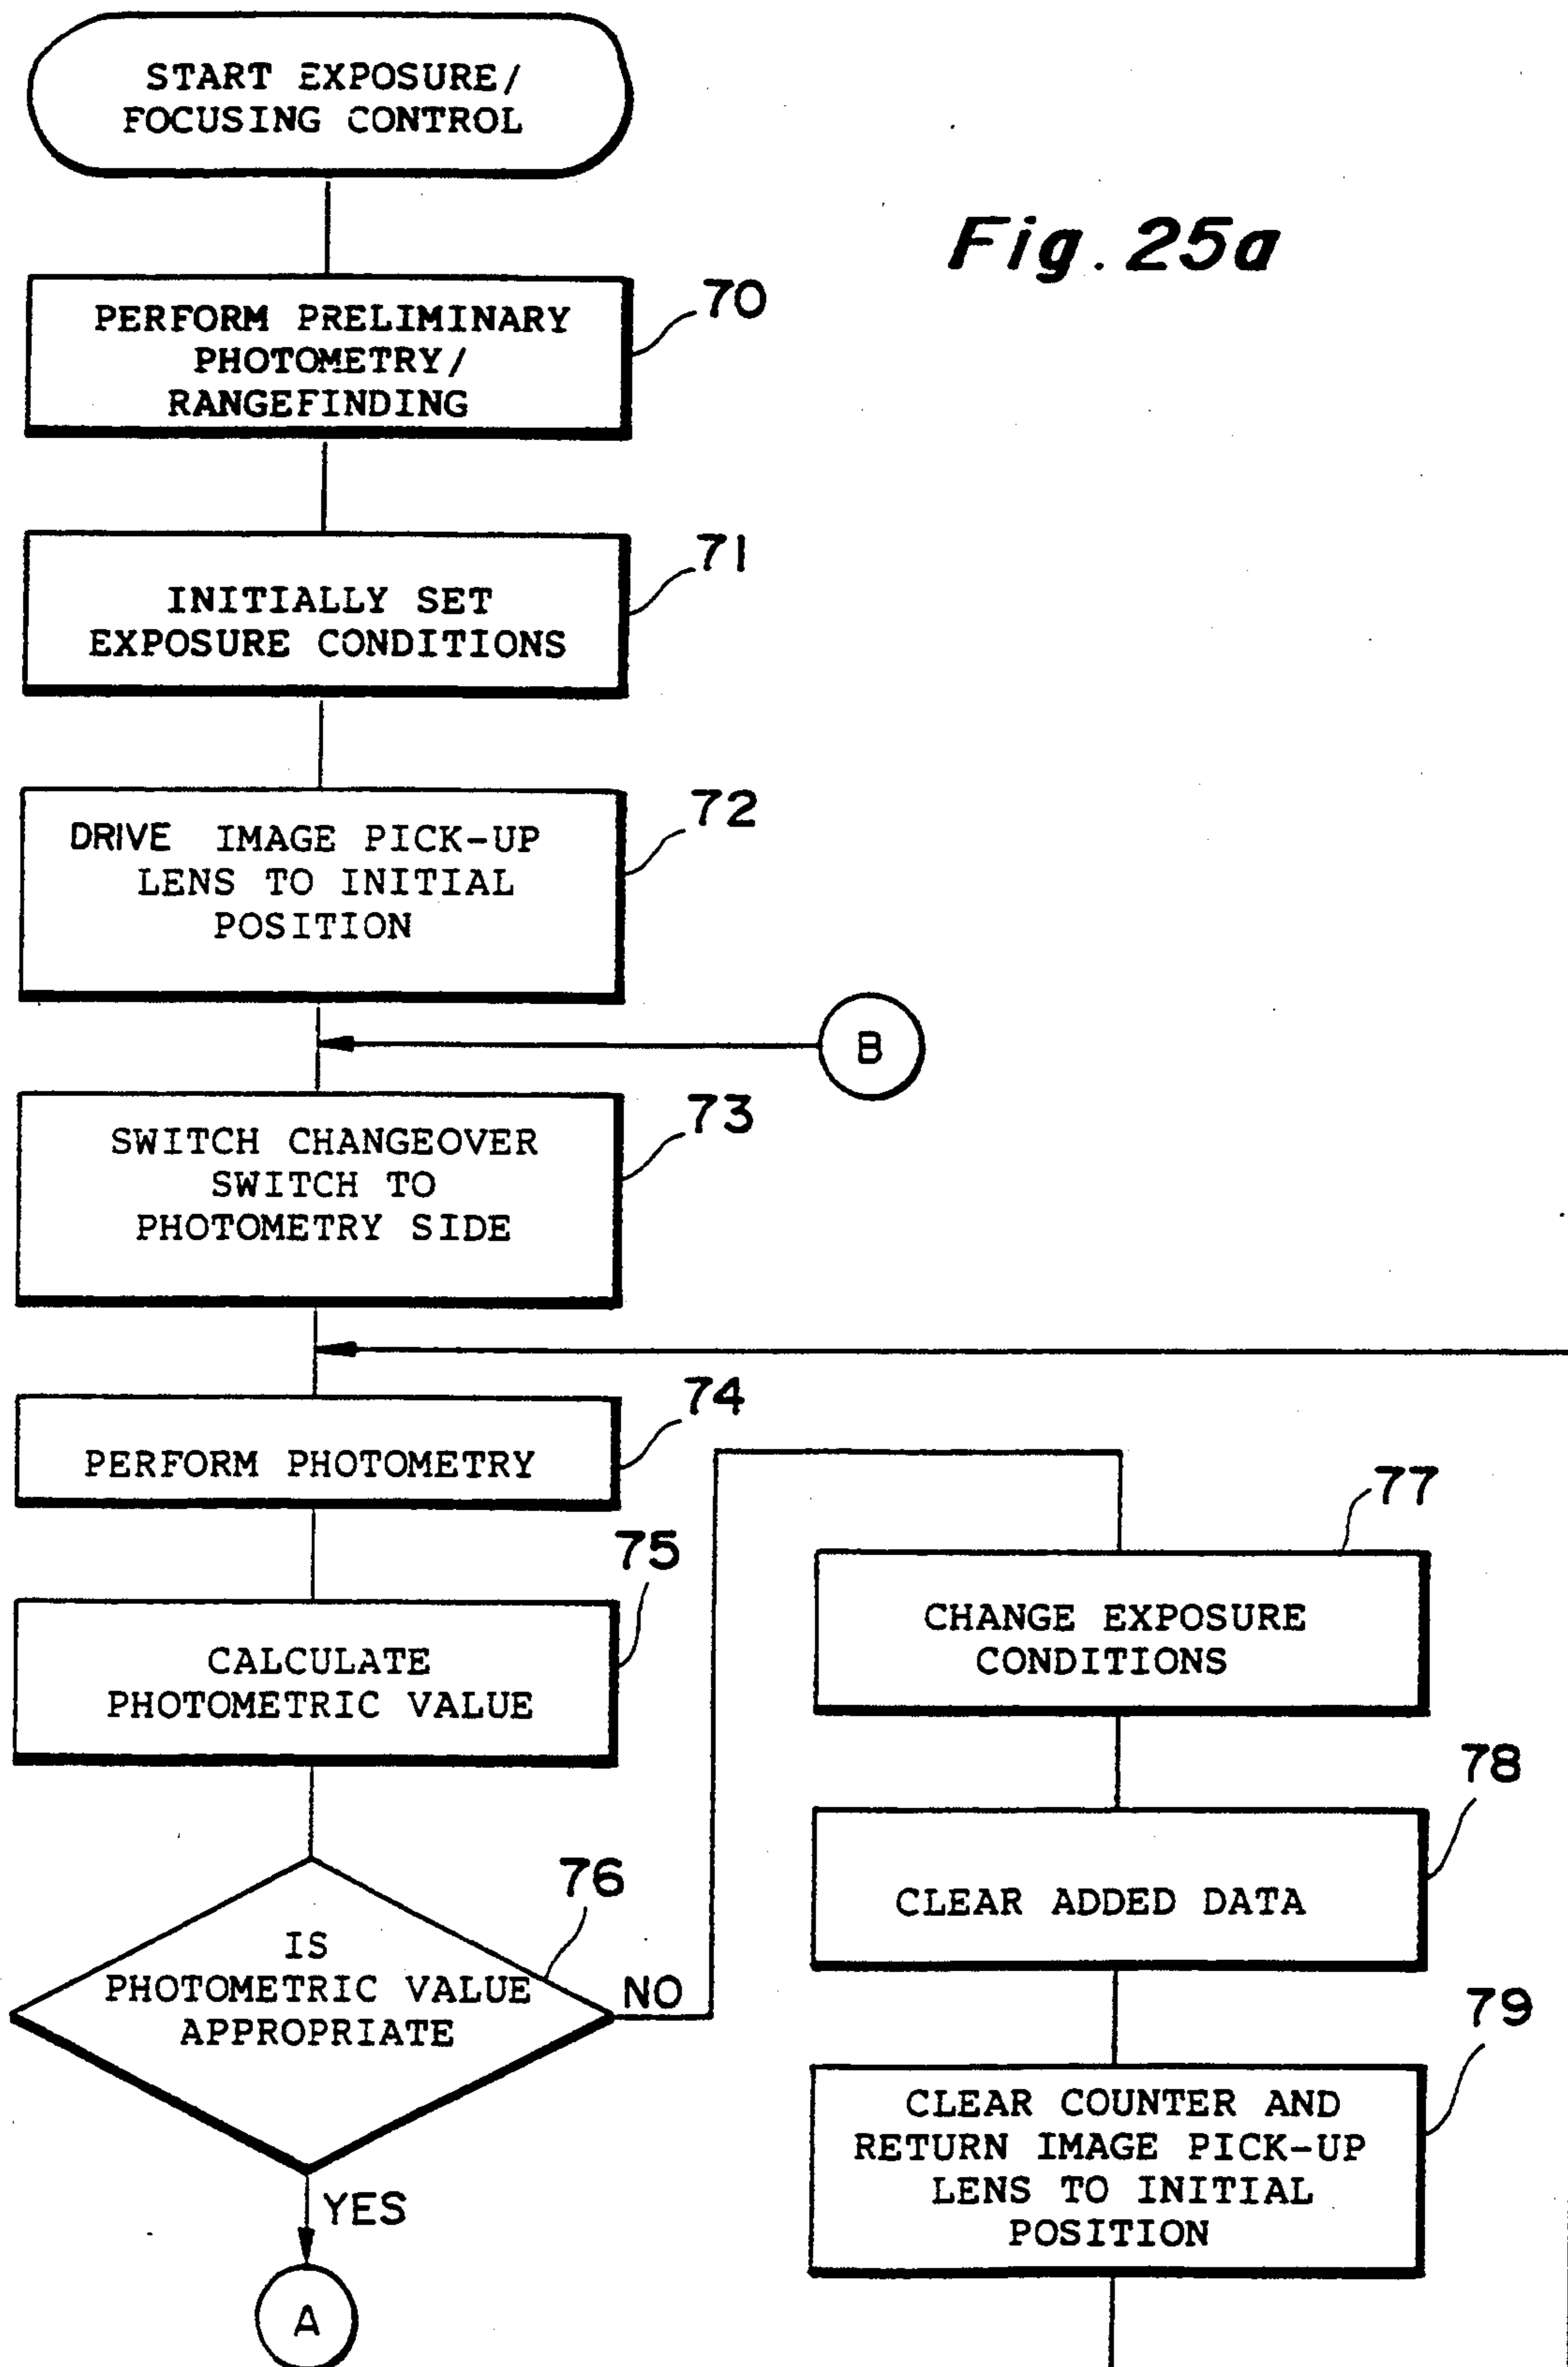 START EXPOSURE/
FOCUSING CONTROL
Fig. 25a
70
PERFORM PRELIMINARY
PHOTOMETRY/
RANGEFINDING
71
INITIALLY SET
EXPOSURE CONDITIONS
72
DRIVE IMAGE PICK-UP
LENS TO INITIAL
POSITION
B
73
SWITCH CHANGEOVER
SWITCH TO
PHOTOMETRY SIDE
74
PERFORM PHOTOMETRY
75
CALCULATE
PHOTOMETRIC VALUE
76
IS
PHOTOMETRIC VALUE
APPROPRIATE
NO
YES
A
77
CHANGE EXPOSURE
CONDITIONS
78
CLEAR ADDED DATA
79
CLEAR COUNTER AND
RETURN IMAGE PICK-UP
LENS TO INITIAL
POSITION